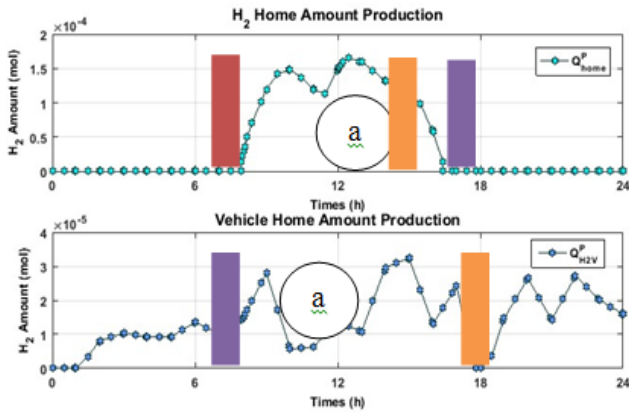 H2 Home Amount Production
×10^-4
H2 Amount (mol)
2
1.5
1
0.5
0
Q^P_home
a
0 6 12 18 24
Times (h)
Vehicle Home Amount Production
×10^-5
H2 Amount (mol)
4
3
2
1
0
Q^P_H2V
a
0 6 12 18 24
Times (h)